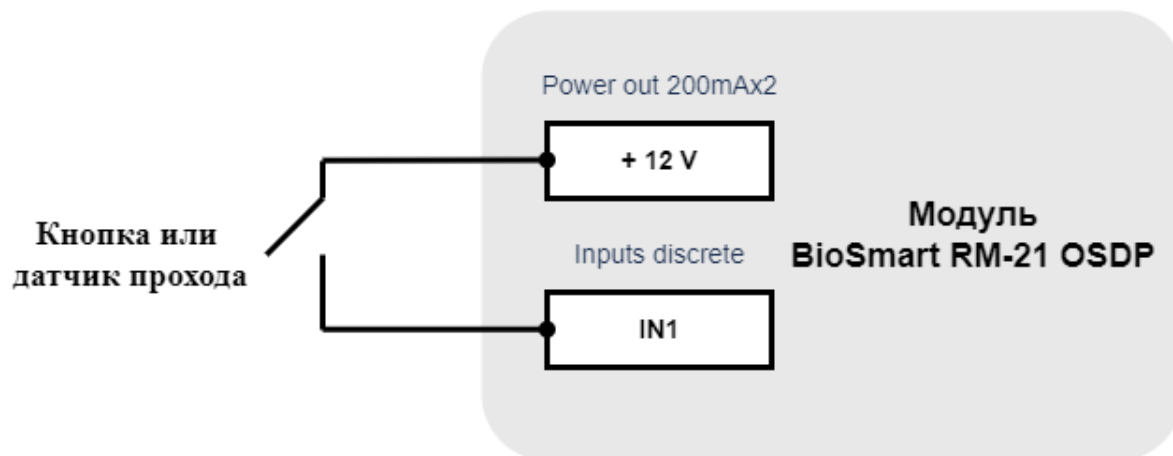 Power out 200mAx2
+ 12 V
Кнопка или
датчик прохода
Inputs discrete
IN1
Модуль
BioSmart RM-21 OSDP